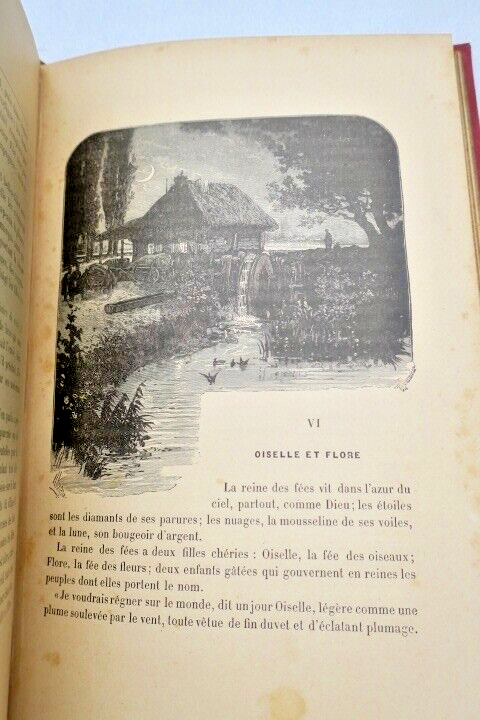 VI
OISELLE ET FLORE
La reine des fées vit dans l'azur du
ciel, partout, comme Dieu; les étoiles
sont les diamants de ses parures; les nuages, la mousseline de ses voiles,
et la lune, son bougeoir d'argent.
La reine des fées a deux filles chéries : Oiselle, la fée des oiseaux;
Flore, la fée des fleurs; deux enfants gâtées qui gouvernent en reines les
peuples dont elles portent le nom.
«Je voudrais régner sur le monde, dit un jour Oiselle, légère comme une
plume soulevée par le vent, toute vêtue de fin duvet et d'éclatant plumage.